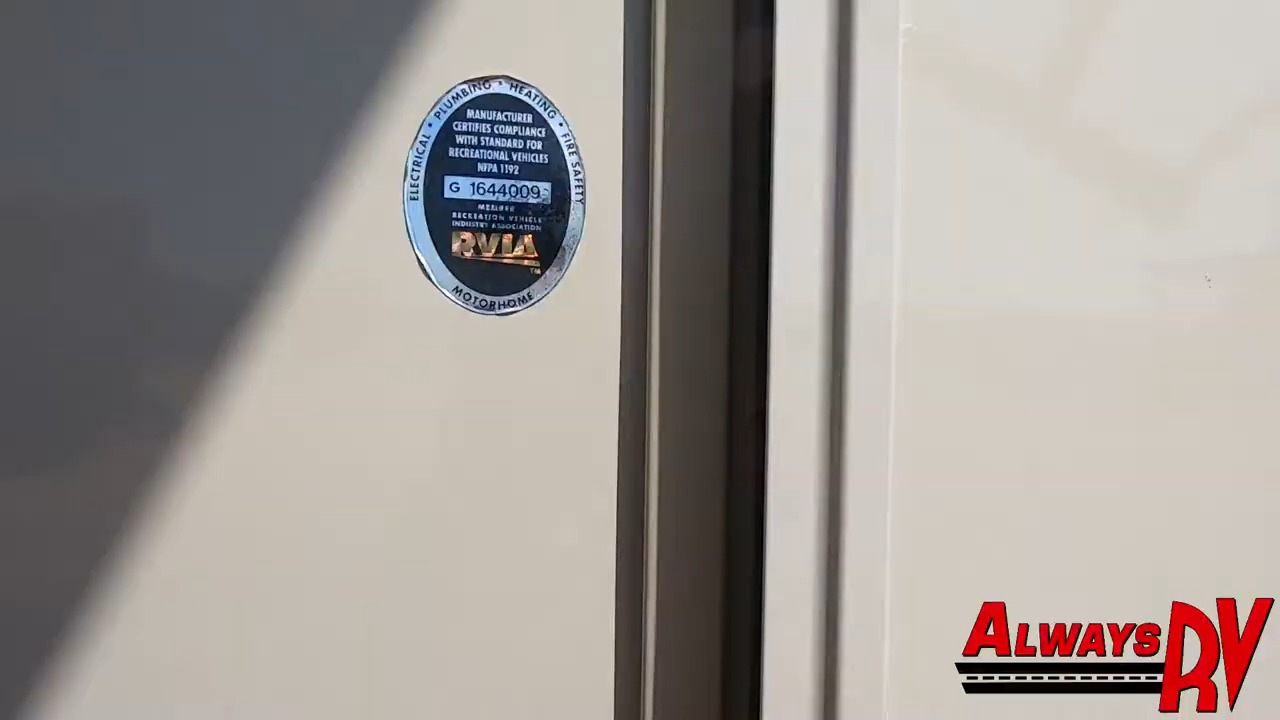 ELECTRICAL • PLUMBING • HEATING • FIRE SAFETY
MANUFACTURER
CERTIFIES COMPLIANCE
WITH STANDARD FOR
RECREATIONAL VEHICLES
NFPA 1192
G 1644009
MEMBER
RECREATION VEHICLE
INDUSTRY ASSOCIATION
RVIA
TM
MOTORHOME
ALWAYS RV